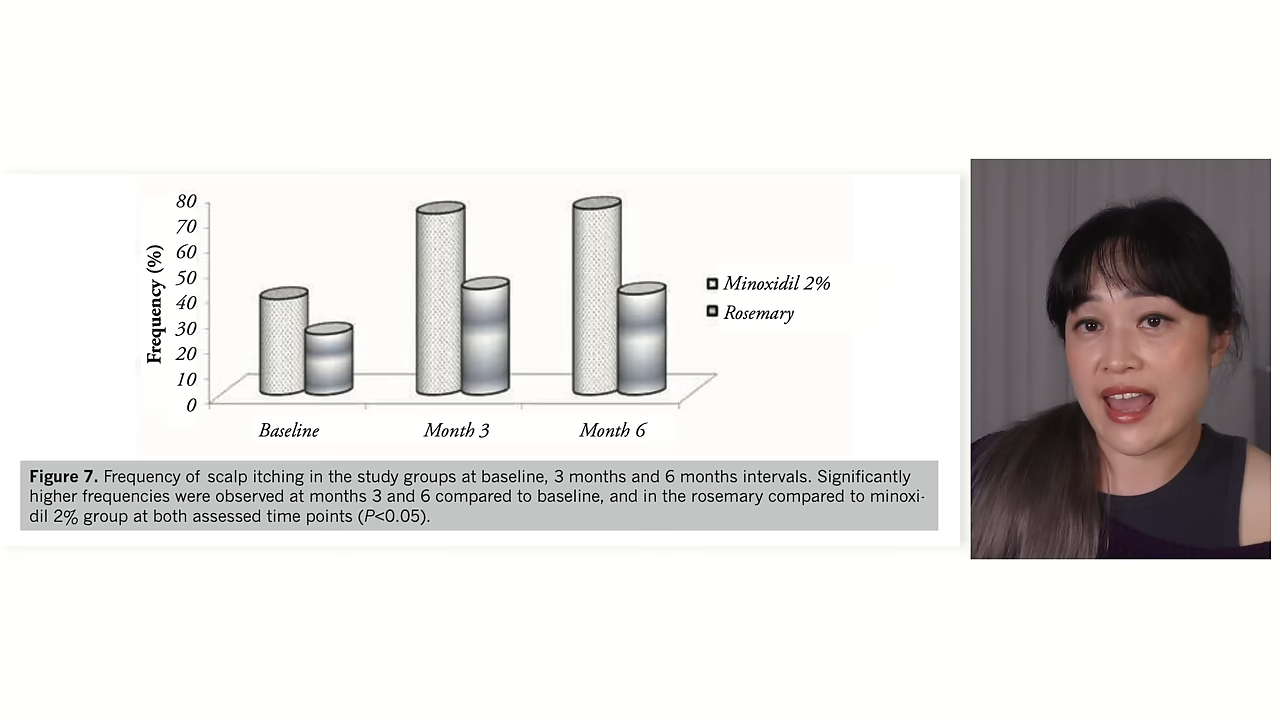 80
70
60
50
40
30
20
10
0
Frequency (%)
Baseline
Month 3
Month 6
Minoxidil 2%
Rosemary
Figure 7. Frequency of scalp itching in the study groups at baseline, 3 months and 6 months intervals. Significantly
higher frequencies were observed at months 3 and 6 compared to baseline, and in the rosemary compared to minoxi-
dil 2% group at both assessed time points (P<0.05).